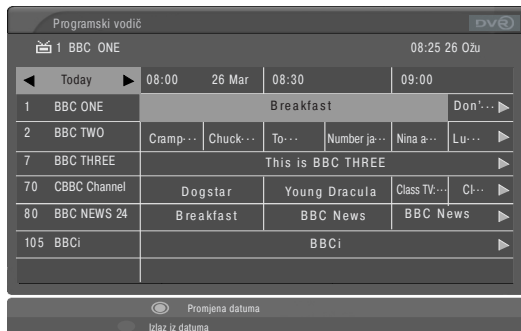 Programski vodič DVR
1 BBC ONE 08:25 26 Ožu
Today 08:00 26 Mar 08:30 09:00
1 BBC ONE Breakfast Don'···
2 BBC TWO Cramp··· Chuck··· To··· Number ja··· Nina a··· Lu···
7 BBC THREE This is BBC THREE
70 CBBC Channel Dogstar Young Dracula Class TV:··· Cl···
80 BBC NEWS 24 Breakfast BBC News BBC News
105 BBCi BBCi
Promjena datuma
Izlaz iz datuma